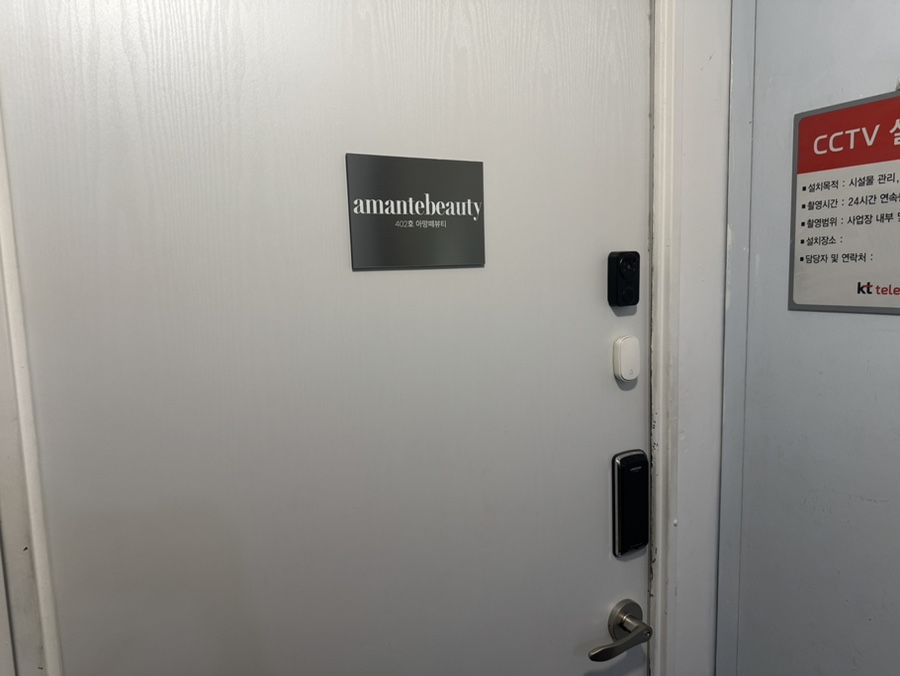 amantebeauty
402호 아망떼뷰티
CCTV
▪설치목적 : 시설물 관리,
▪촬영시간 : 24시간 연속
▪촬영범위 : 사업장 내부 및
▪설치장소 :
▪담당자 및 연락처 :
kt tele